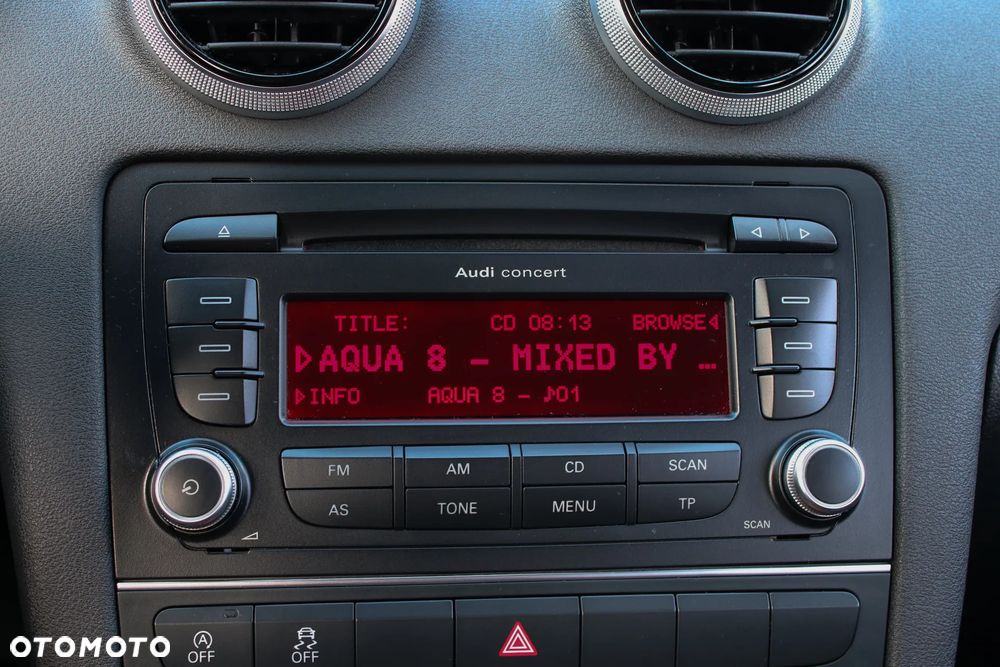 Audi concert
TITLE: CD 08:13 BROWSE
AQUA 8 - MIXED BY ...
INFO AQUA 8 - ♪01
FM AM CD SCAN
AS TONE MENU TP
SCAN
A OFF
OFF
OTOMOTO